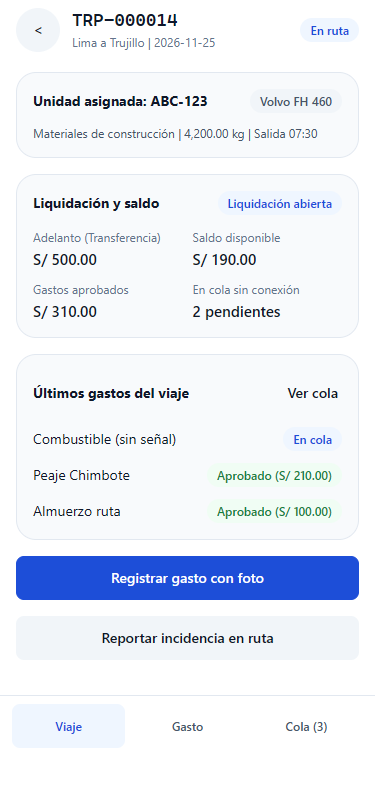 <
TRP-000014
Lima a Trujillo | 2026-11-25
En ruta
Unidad asignada: ABC-123
Volvo FH 460
Materiales de construcción | 4,200.00 kg | Salida 07:30
Liquidación y saldo
Liquidación abierta
Adelanto (Transferencia)
Saldo disponible
S/ 500.00
S/ 190.00
Gastos aprobados
En cola sin conexión
S/ 310.00
2 pendientes
Últimos gastos del viaje
Ver cola
Combustible (sin señal)
En cola
Peaje Chimbote
Aprobado (S/ 210.00)
Almuerzo ruta
Aprobado (S/ 100.00)
Registrar gasto con foto
Reportar incidencia en ruta
Viaje
Gasto
Cola (3)